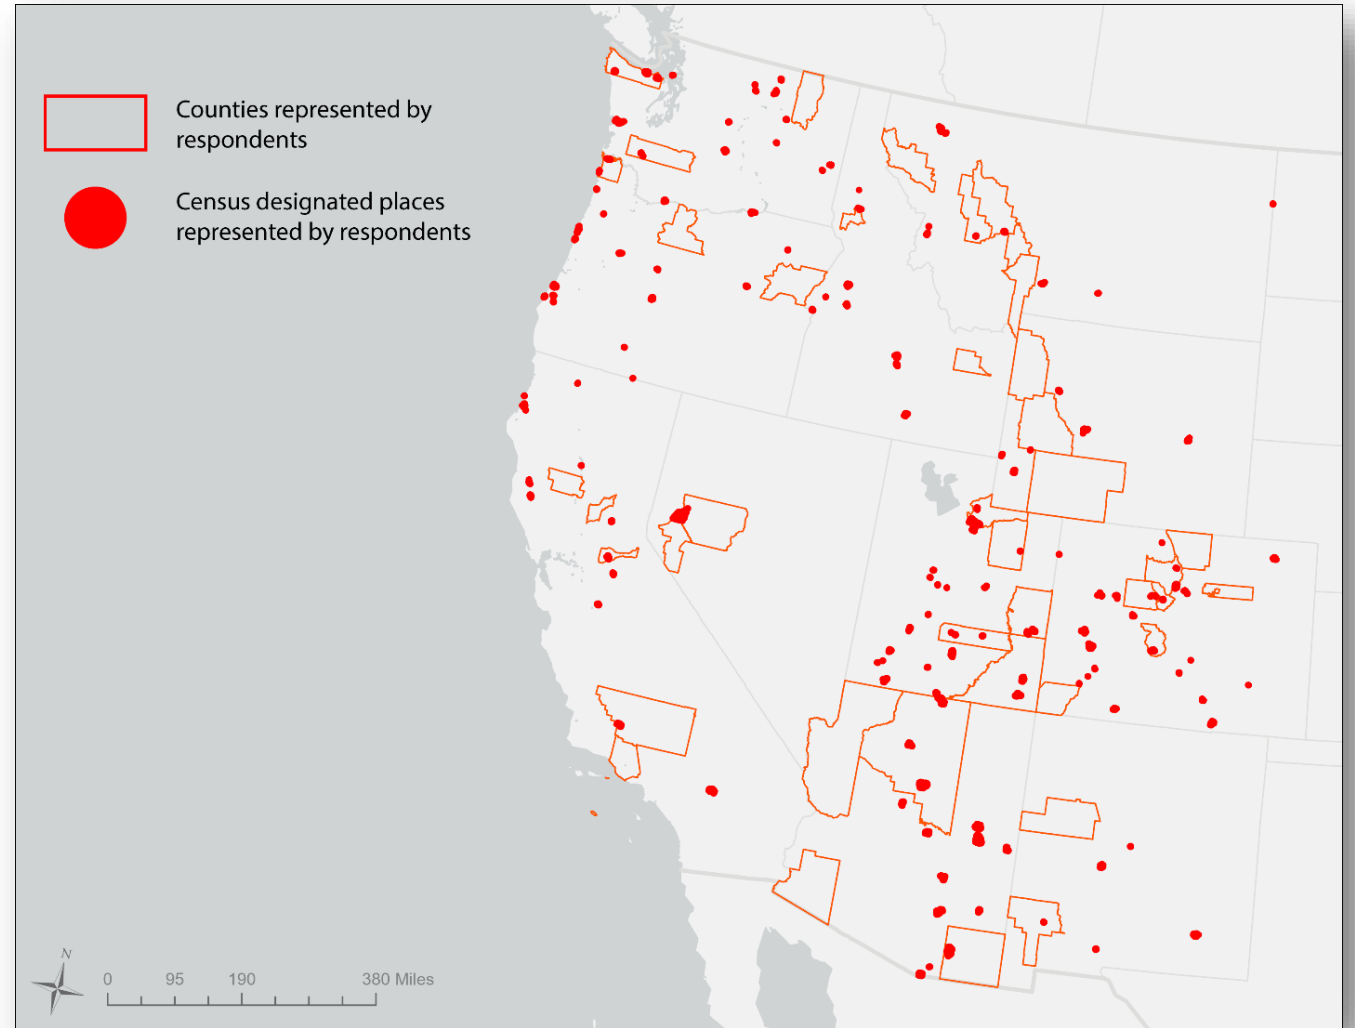 Counties represented by
respondents
Census designated places
represented by respondents
N
0 95 190 380 Miles